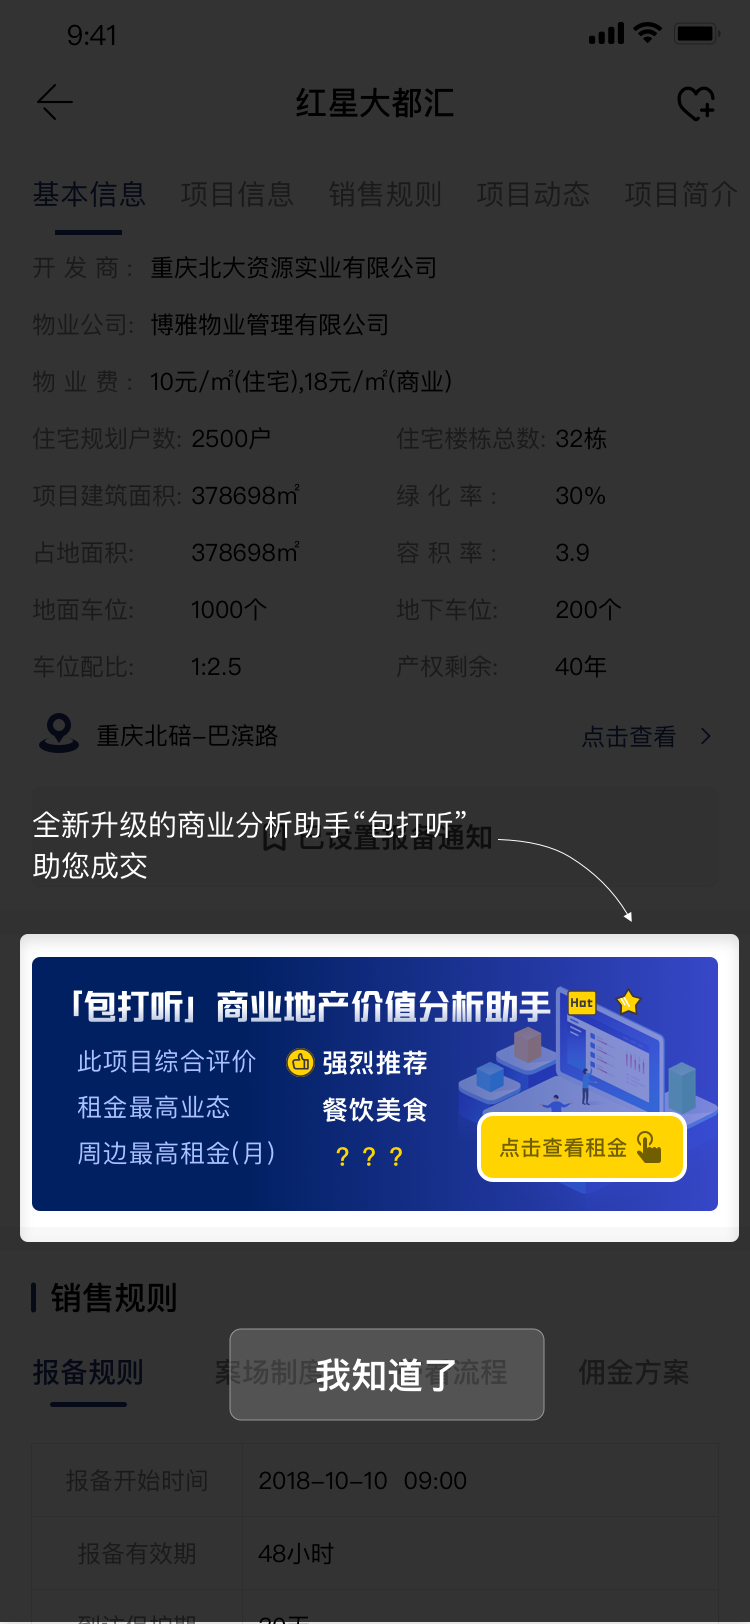 9:41
红星大都汇
基本信息 项目信息 销售规则 项目动态 项目简介
开 发 商 : 重庆北大资源实业有限公司
物业公司: 博雅物业管理有限公司
物 业 费 : 10元/㎡(住宅),18元/㎡(商业)
住宅规划户数: 2500户 住宅楼栋总数: 32栋
项目建筑面积: 378698㎡ 绿 化 率 : 30%
占地面积: 378698㎡ 容 积 率 : 3.9
地面车位: 1000个 地下车位: 200个
车位配比: 1:2.5 产权剩余: 40年
重庆北碚-巴滨路 点击查看
全新升级的商业分析助手“包打听”
已设置报备通知
助您成交
「包打听」商业地产价值分析助手 Hot
此项目综合评价 强烈推荐
租金最高业态 餐饮美食
周边最高租金(月) ? ? ?
点击查看租金
销售规则
报备规则 案场制度 流程 佣金方案
我知道了
报备开始时间 2018-10-10 09:00
报备有效期 48小时